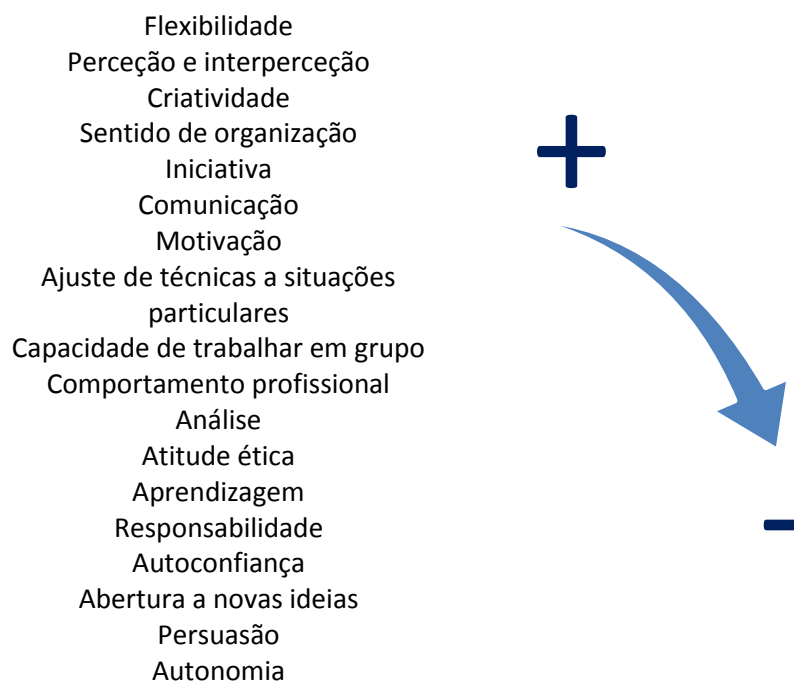 Flexibilidade
Perceção e interperceção
Criatividade
Sentido de organização
Iniciativa
Comunicação
Motivação
Ajuste de técnicas a situações
particulares
Capacidade de trabalhar em grupo
Comportamento profissional
Análise
Atitude ética
Aprendizagem
Responsabilidade
Autoconfiança
Abertura a novas ideias
Persuasão
Autonomia
+
-